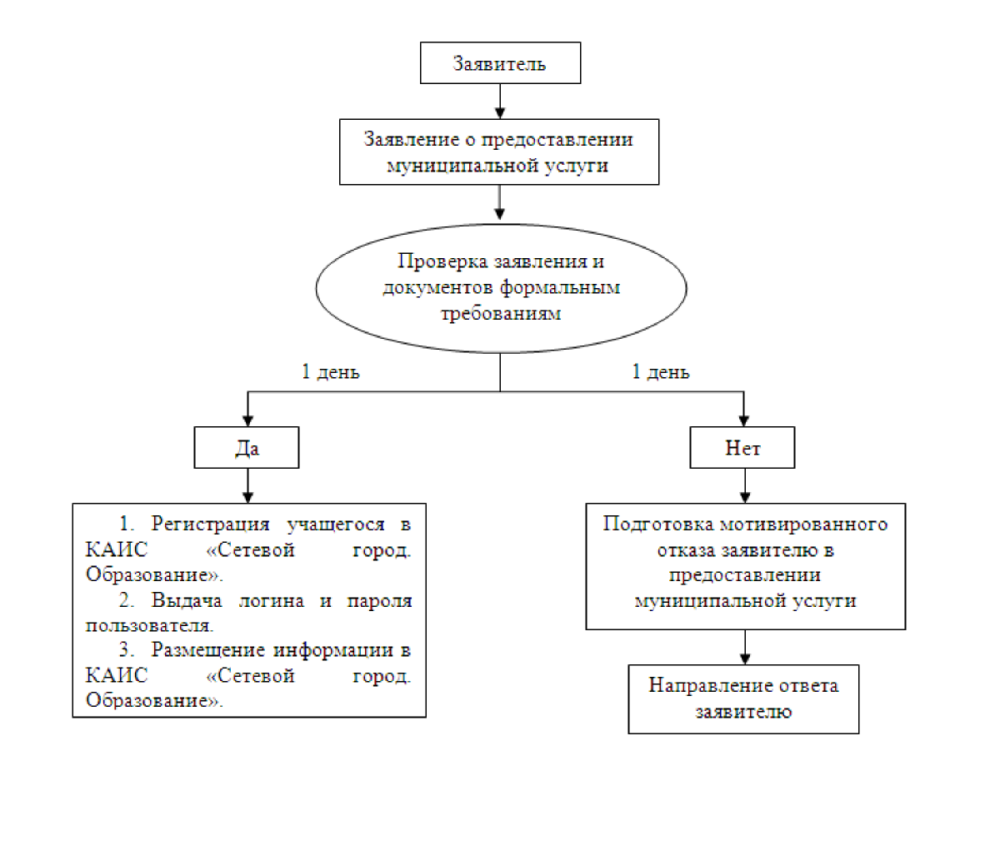 Заявитель
Заявление о предоставлении
муниципальной услуги
Проверка заявления и
документов формальным
требованиям
1 день
1 день
Да
Нет
1. Регистрация учащегося в
КАИС «Сетевой город.
Образование».
2. Выдача логина и пароля
пользователя.
3. Размещение информации в
КАИС «Сетевой город.
Образование».
Подготовка мотивированного
отказа заявителю в
предоставлении
муниципальной услуги
Направление ответа
заявителю